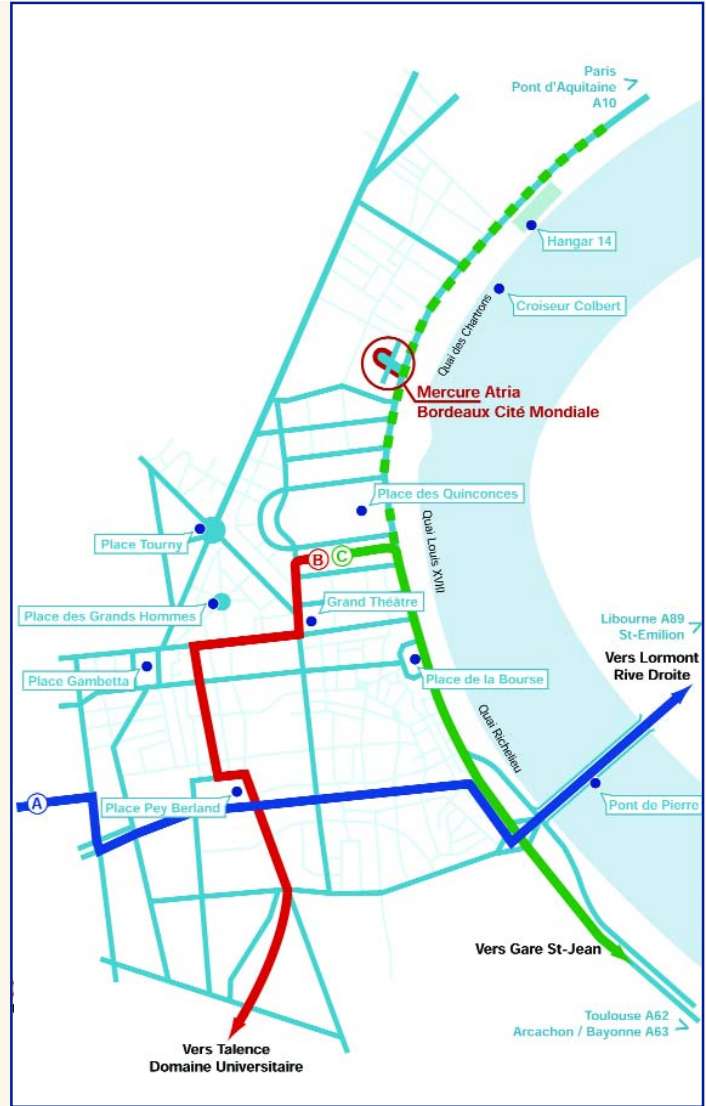 Paris
Pont d'Aquitaine
A10
Hangar 14
Croiseur Colbert
Quai des Chartrons
Mercure Atria
Bordeaux Cité Mondiale
Place des Quinconces
Place Tourny
Quai Louis XVIII
B
C
Place des Grands Hommes
Grand Théâtre
Libourne A89
St-Emilion
Vers Lormont
Rive Droite
Place Gambetta
Place de la Bourse
Quai Richelieu
A
Place Pey Berland
Pont de Pierre
Vers Gare St-Jean
Toulouse A62
Arcachon / Bayonne A63
Vers Talence
Domaine Universitaire